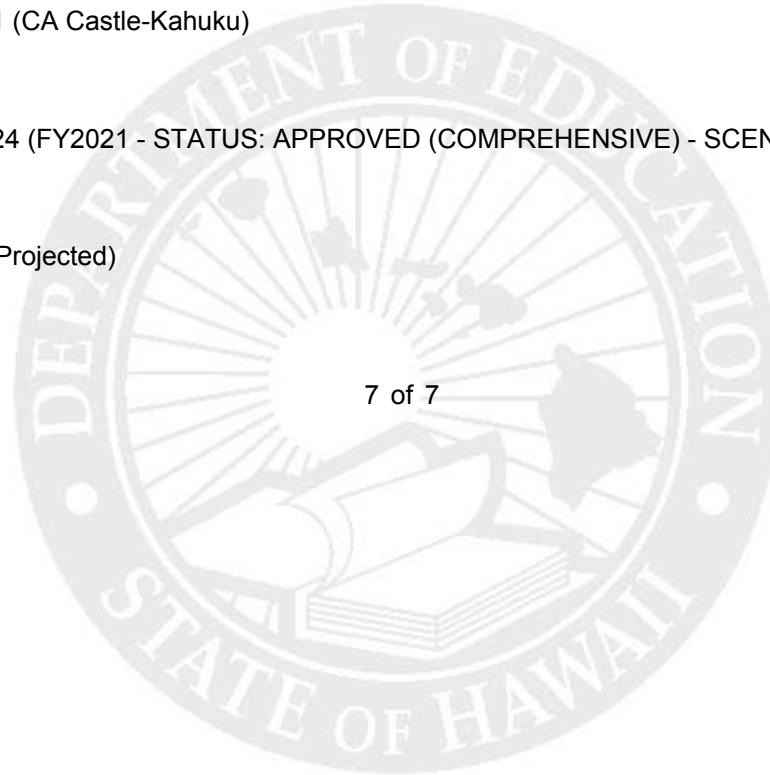 (CA Castle-Kahuku)
24 (FY2021 - STATUS: APPROVED (COMPREHENSIVE) - SCEN
Projected)
7 of 7
DEPARTMENT OF EDUCATION
STATE OF HAWAII